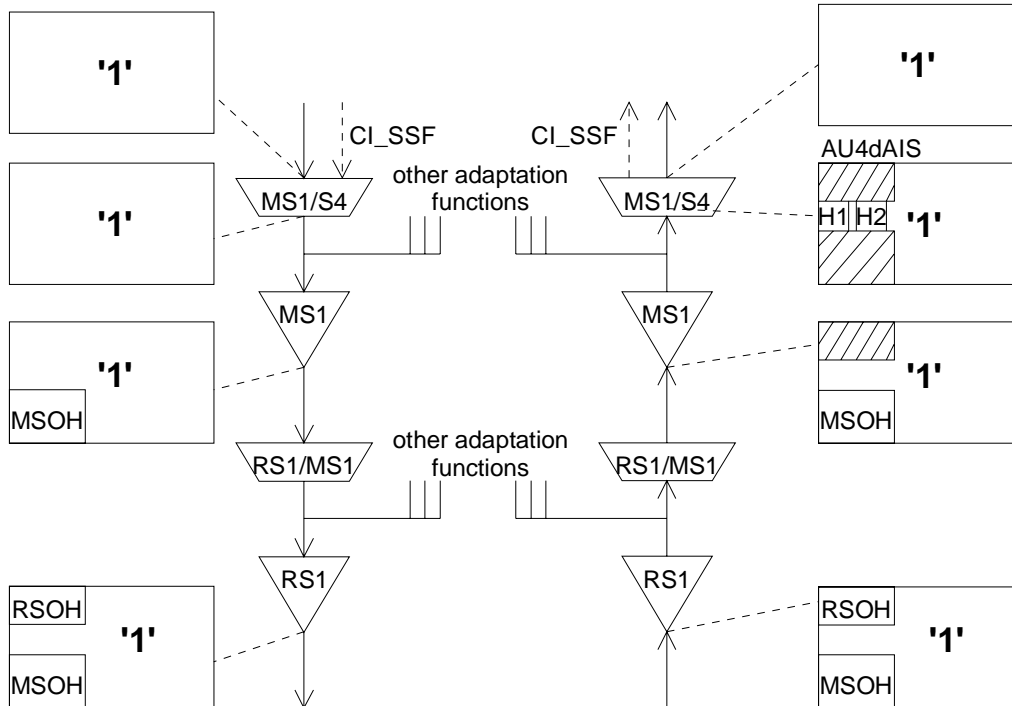 '1'
'1'
CI_SSF
CI_SSF
AU4dAIS
'1'
MS1/S4
other adaptation
functions
MS1/S4
H1
H2
'1'
MS1
MS1
'1'
MSOH
'1'
MSOH
RS1/MS1
other adaptation
functions
RS1/MS1
RS1
RS1
RSOH
'1'
MSOH
RSOH
'1'
MSOH